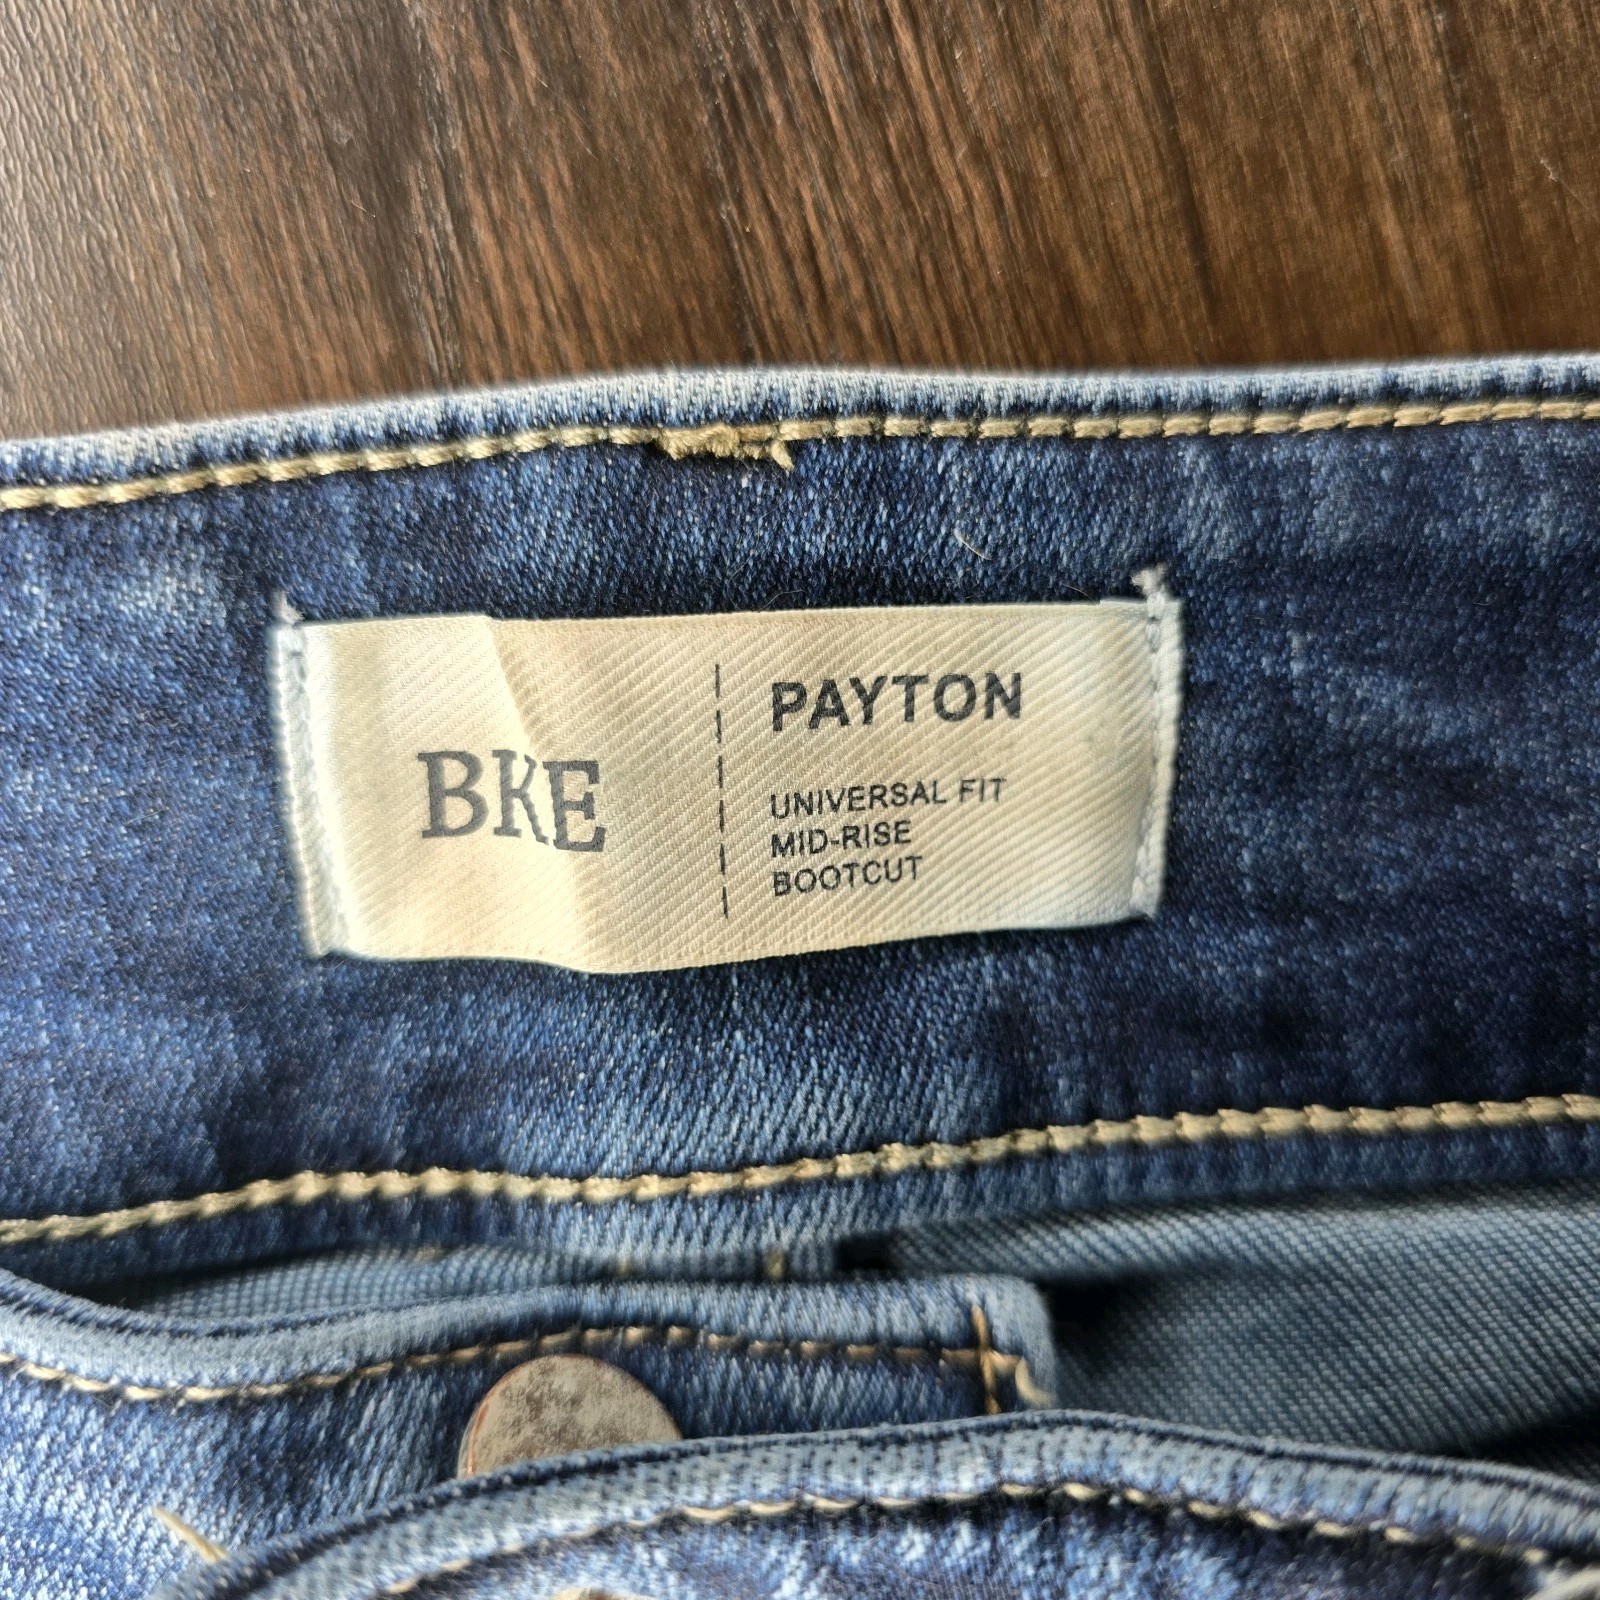 BKE
PAYTON
UNIVERSAL FIT
MID-RISE
BOOTCUT